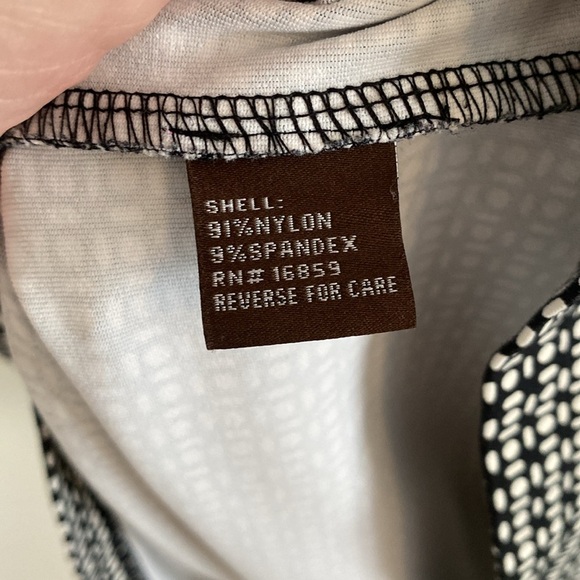 SHELL:
91%NYLON
9%SPANDEX
RN# 16859
REVERSE FOR CARE